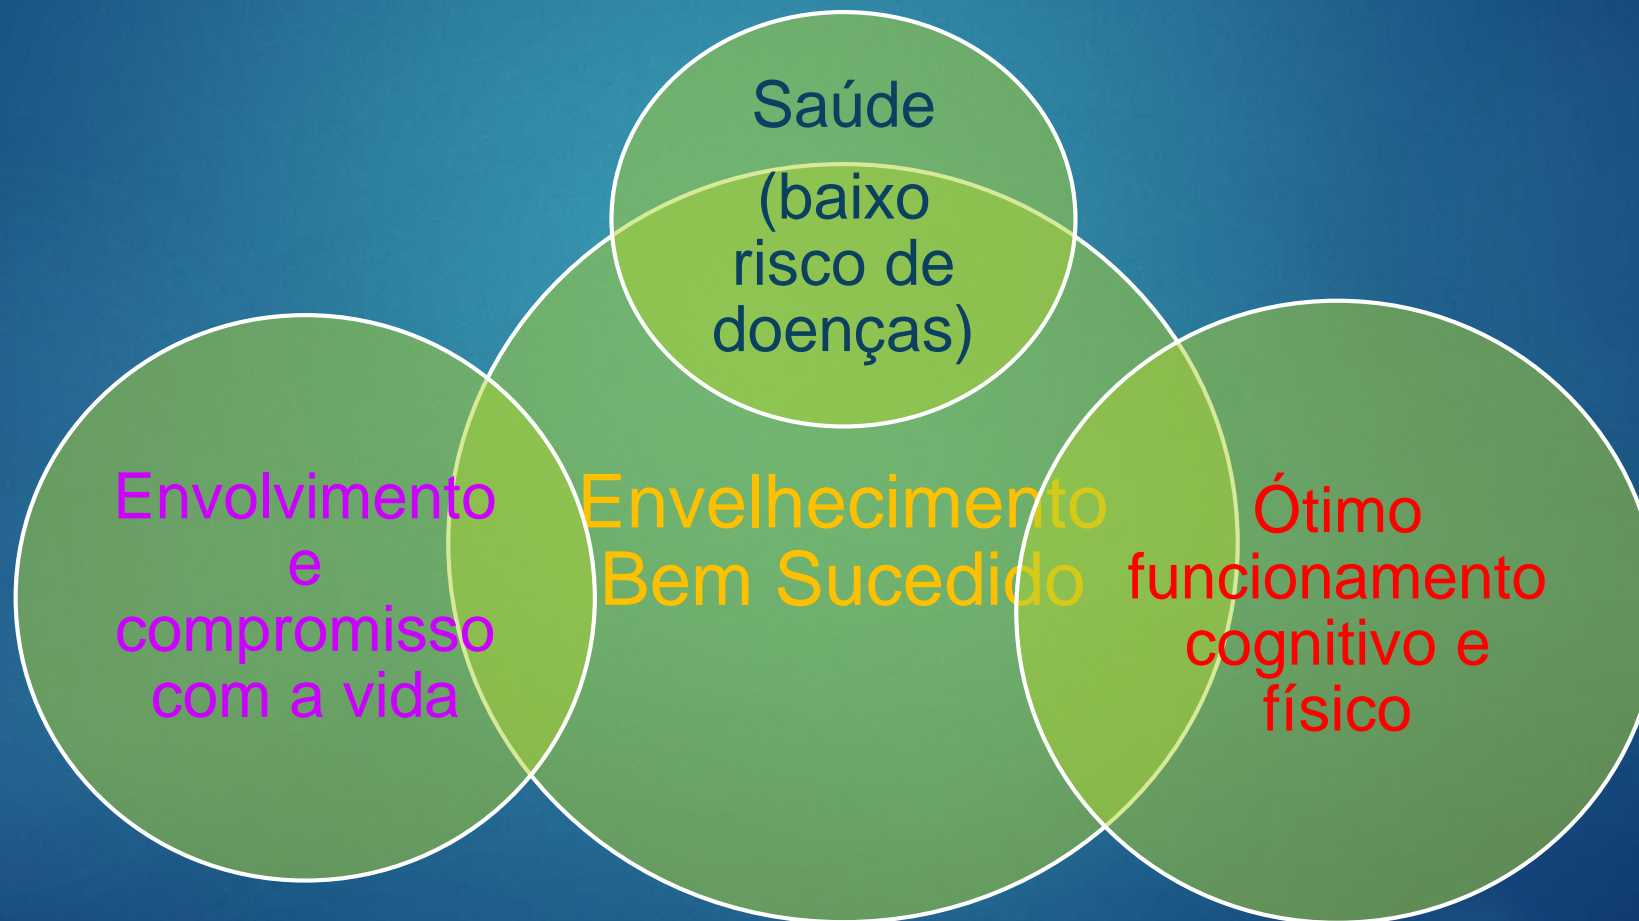 Saúde
(baixo
risco de
doenças)
Envolvimento
e
compromisso
com a vida
Envelhecimento
Bem Sucedido
Ótimo
funcionamento
cognitivo e
físico